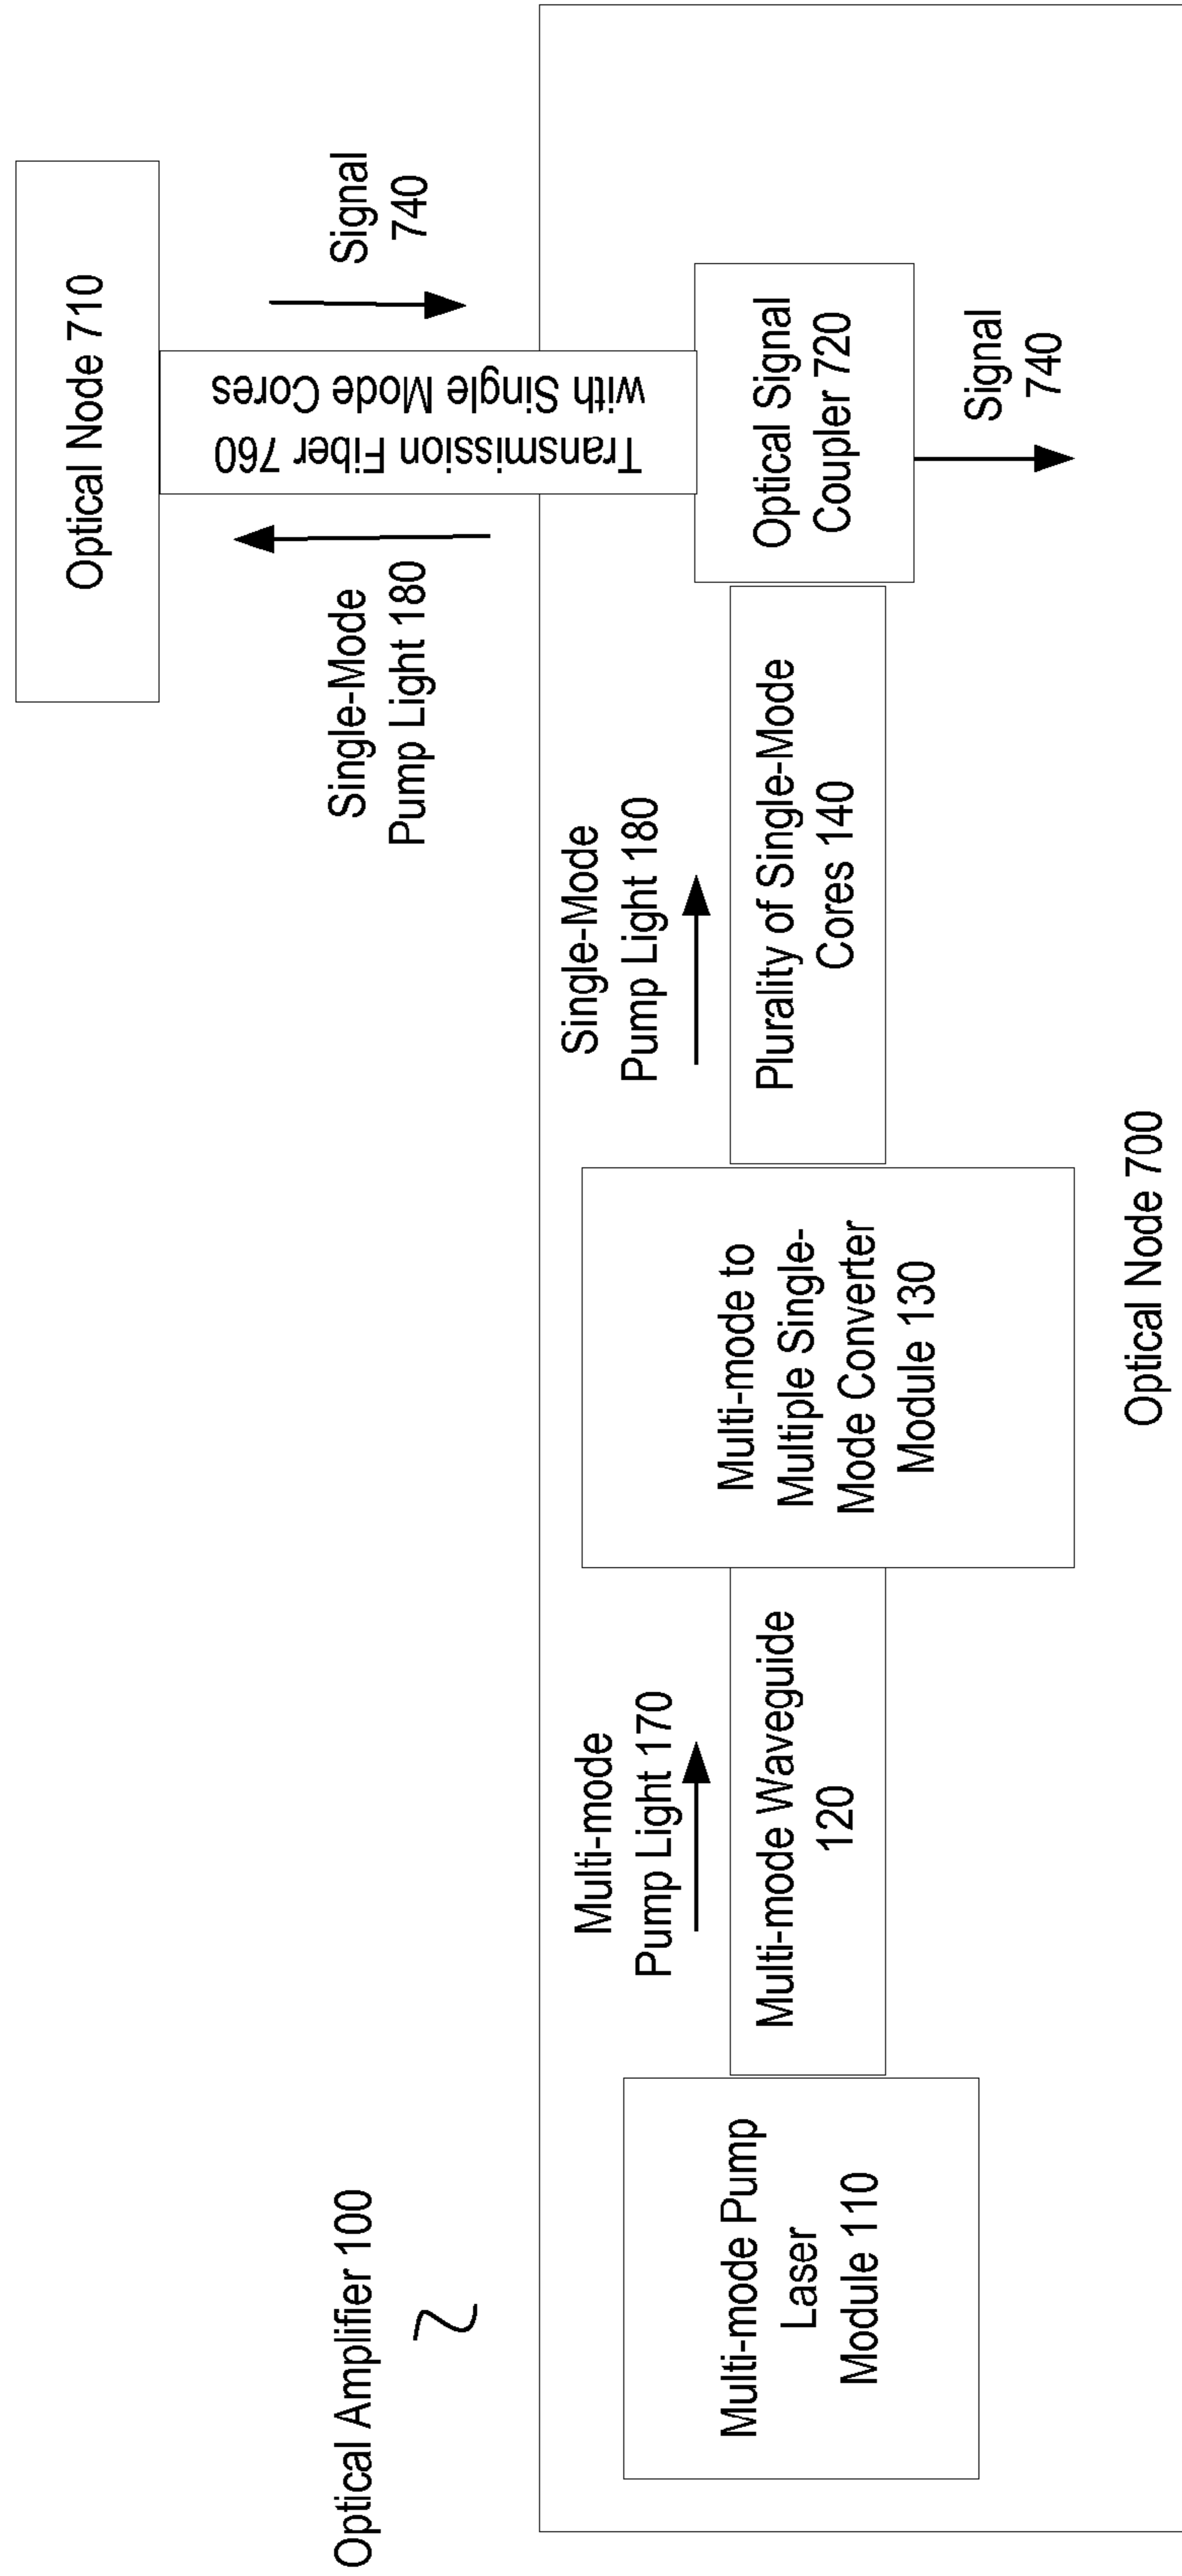 Optical Amplifier 100
Optical Node 710
Single-Mode
Pump Light 180
Signal
740
Transmission Fiber 760
with Single Mode Cores
Multi-mode
Pump Light 170
Single-Mode
Pump Light 180
Multi-mode Pump
Laser
Module 110
Multi-mode Waveguide
120
Multi-mode to
Multiple Single-
Mode Converter
Module 130
Plurality of Single-Mode
Cores 140
Optical Signal
Coupler 720
Signal
740
Optical Node 700